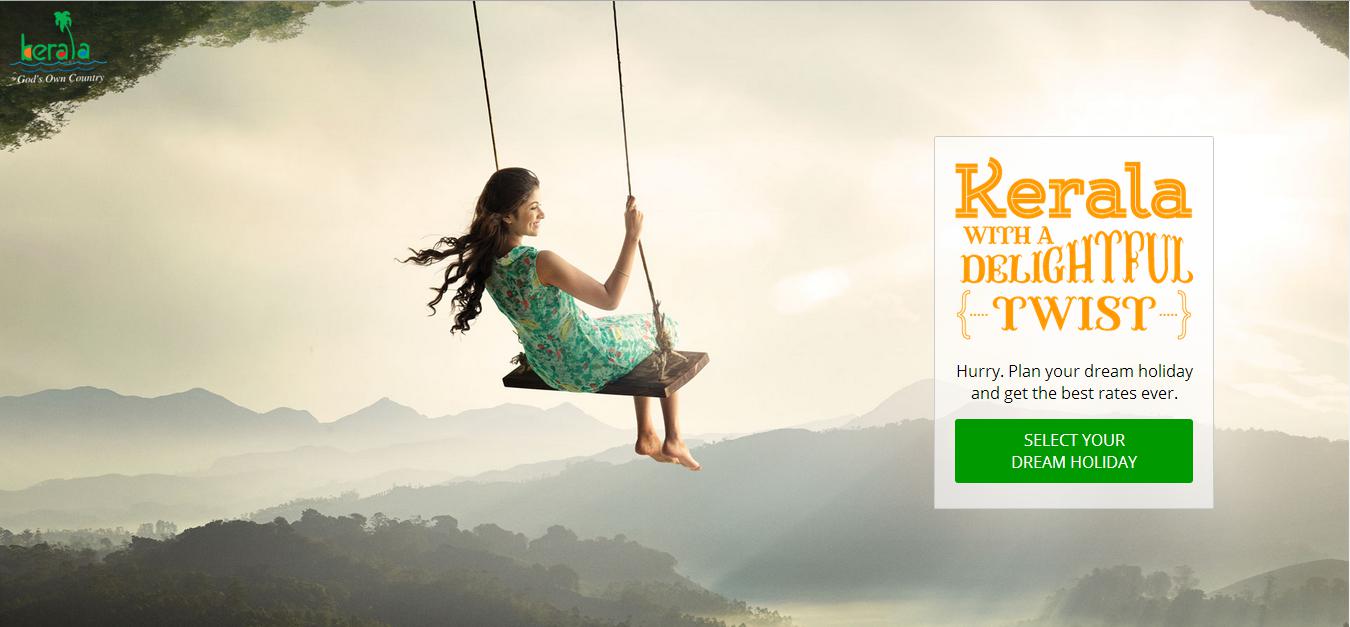 kerala
God's Own Country
Kerala
WITH A
DELIGHTFUL
{ TWIST }
Hurry. Plan your dream holiday
and get the best rates ever.
SELECT YOUR
DREAM HOLIDAY